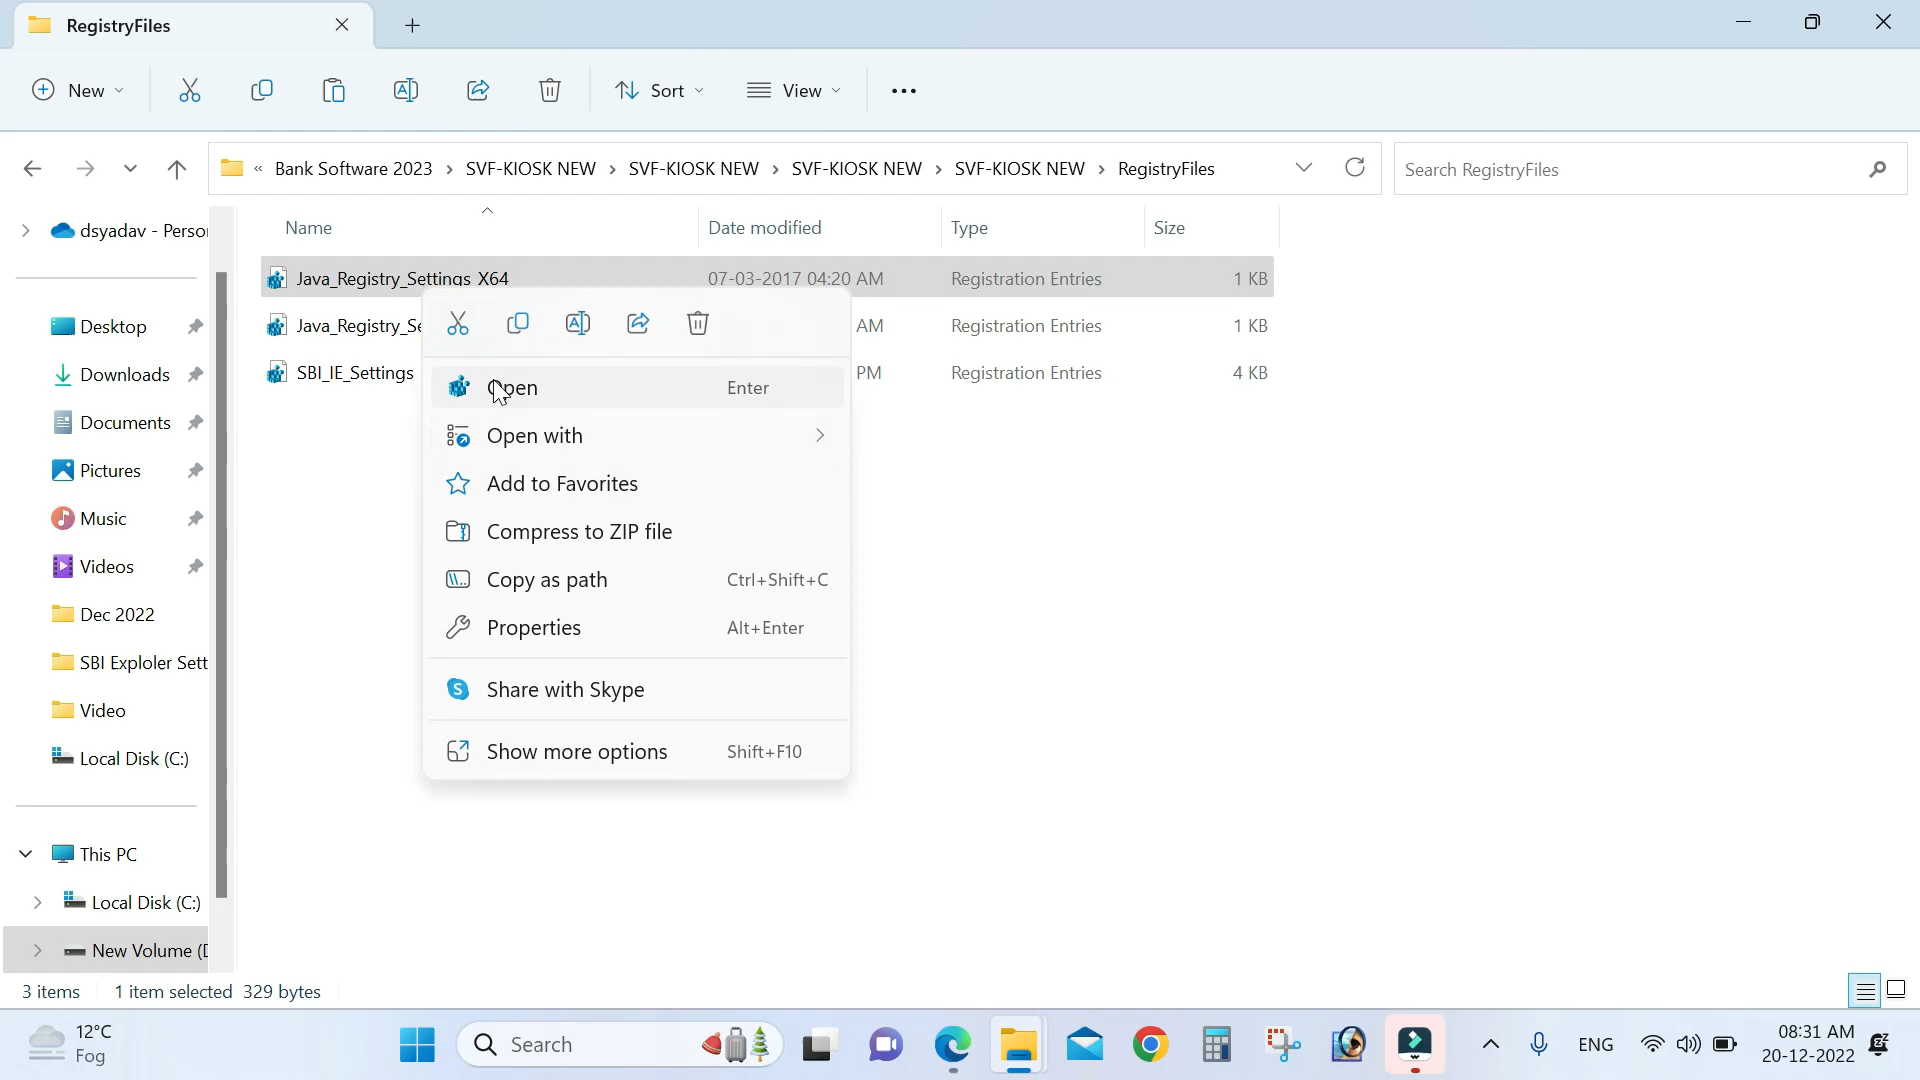 RegistryFiles
New
Sort
View
« Bank Software 2023 › SVF-KIOSK NEW › SVF-KIOSK NEW › SVF-KIOSK NEW › SVF-KIOSK NEW › RegistryFiles
Search RegistryFiles
dsyadav - Perso
Desktop
Downloads
Documents
Pictures
Music
Videos
Dec 2022
SBI Exploler Sett
Video
Local Disk (C:)
This PC
Local Disk (C:)
New Volume (D
Name Date modified Type Size
Java_Registry_Settings_X64 07-03-2017 04:20 AM Registration Entries 1 KB
Java_Registry_Se AM Registration Entries 1 KB
SBI_IE_Settings PM Registration Entries 4 KB
Open Enter
Open with
Add to Favorites
Compress to ZIP file
Copy as path Ctrl+Shift+C
Properties Alt+Enter
Share with Skype
Show more options Shift+F10
3 items 1 item selected 329 bytes
12°C
Fog
Search
ENG
08:31 AM
20-12-2022